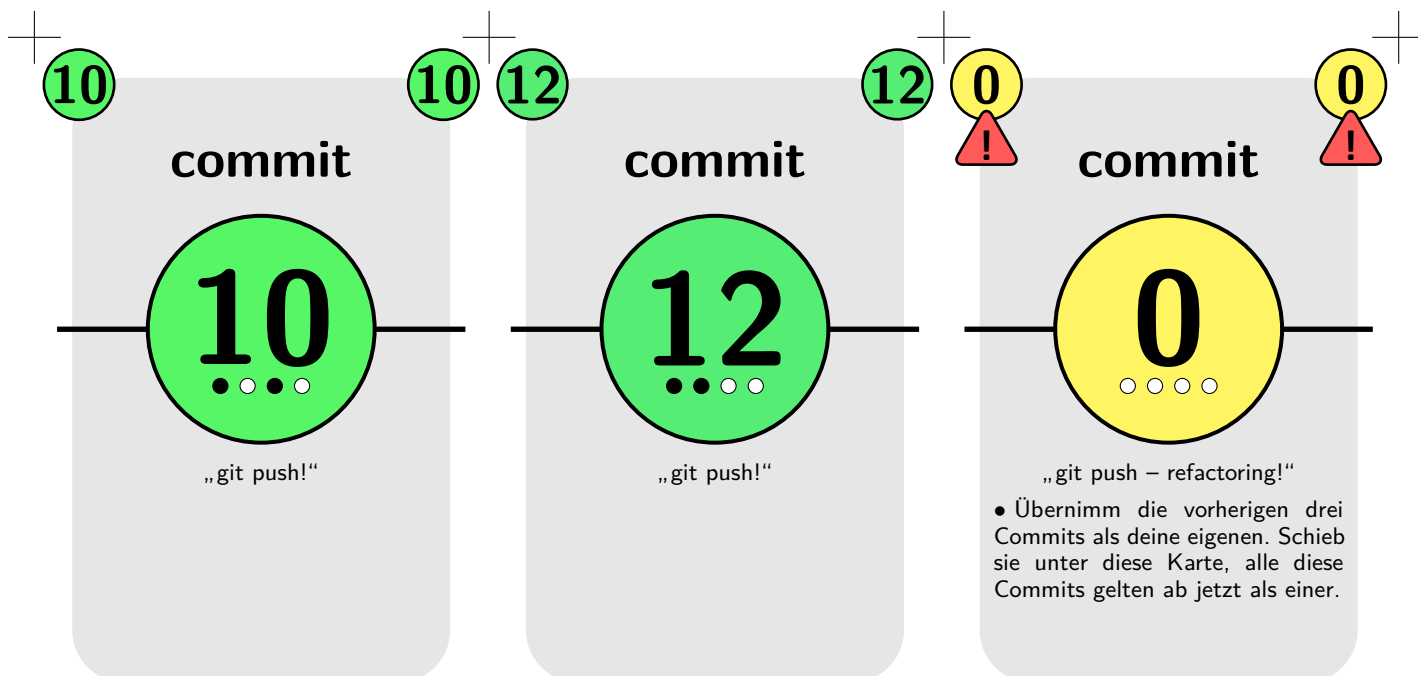 10 10
commit
10
„git push!“
12 12
commit
12
„git push!“
0 0
! !
commit
0
„git push – refactoring!“
• Übernimm die vorherigen drei
Commits als deine eigenen. Schieb
sie unter diese Karte, alle diese
Commits gelten ab jetzt als einer.